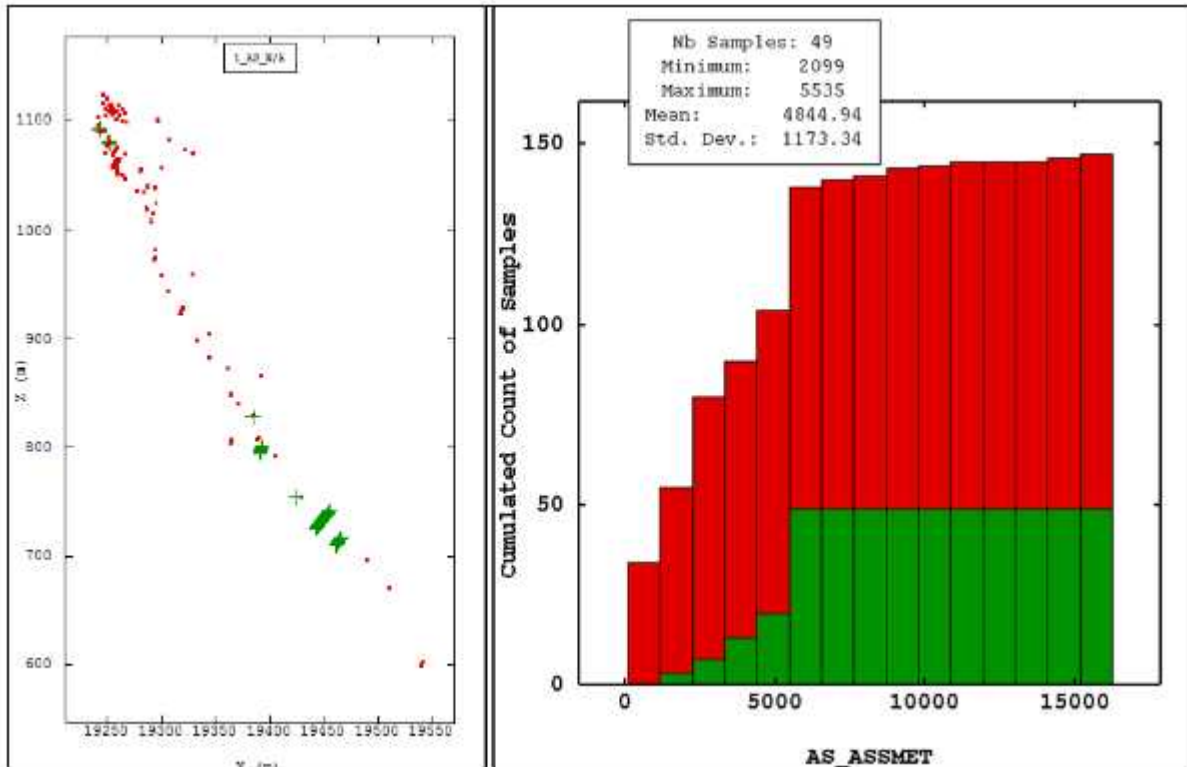 1100
1000
900
800
700
600
19250 19300 19350 19400 19450 19500 19550
Nb Samples: 49
Minimum: 2099
Maximum: 5535
Mean: 4844.94
Std. Dev.: 1173.34
Cumulated Count of samples
150
100
50
0
0 5000 10000 15000
AS_ASSMET